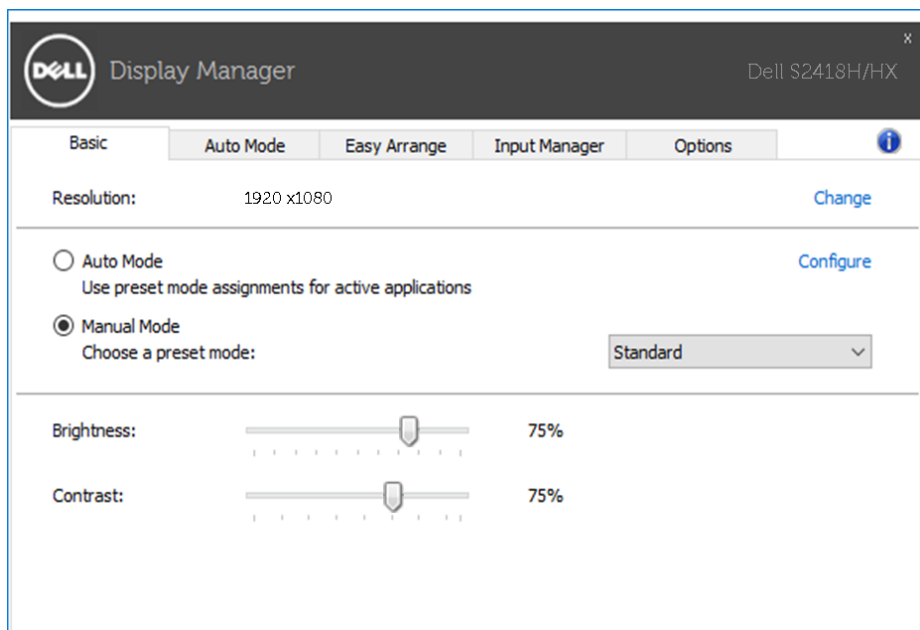 x
DELL Display Manager
Dell S2418H/HX
Basic Auto Mode Easy Arrange Input Manager Options i
Resolution: 1920 x1080 Change
Auto Mode Configure
Use preset mode assignments for active applications
Manual Mode
Choose a preset mode: Standard
Brightness: 75%
Contrast: 75%